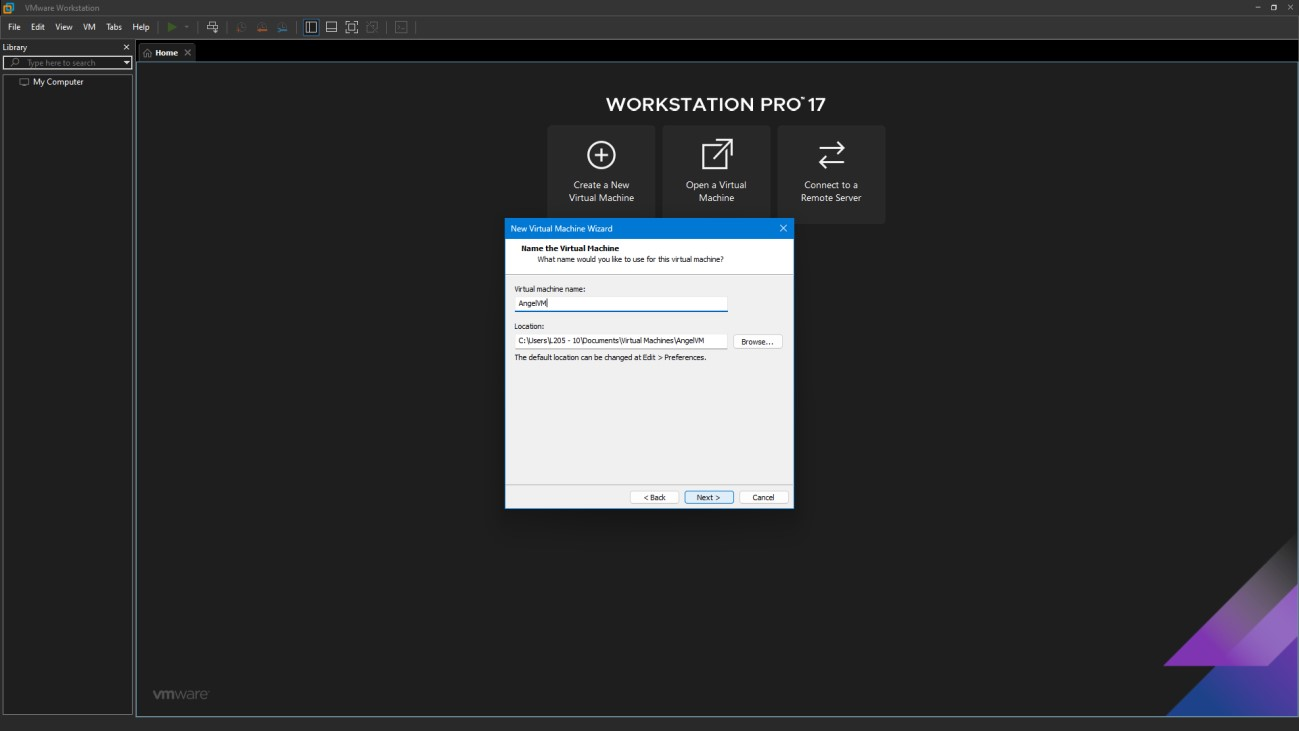 VMware Workstation
File Edit View VM Tabs Help
Library
Type here to search
My Computer
Home
WORKSTATION PRO™ 17
Create a New
Virtual Machine
Open a Virtual
Machine
Connect to a
Remote Server
New Virtual Machine Wizard
Name the Virtual Machine
What name would you like to use for this virtual machine?
Virtual machine name:
AngelVM
Location:
C:\Users\L205 - 10\Documents\Virtual Machines\AngelVM
Browse...
The default location can be changed at Edit > Preferences.
< Back Next > Cancel
vmware